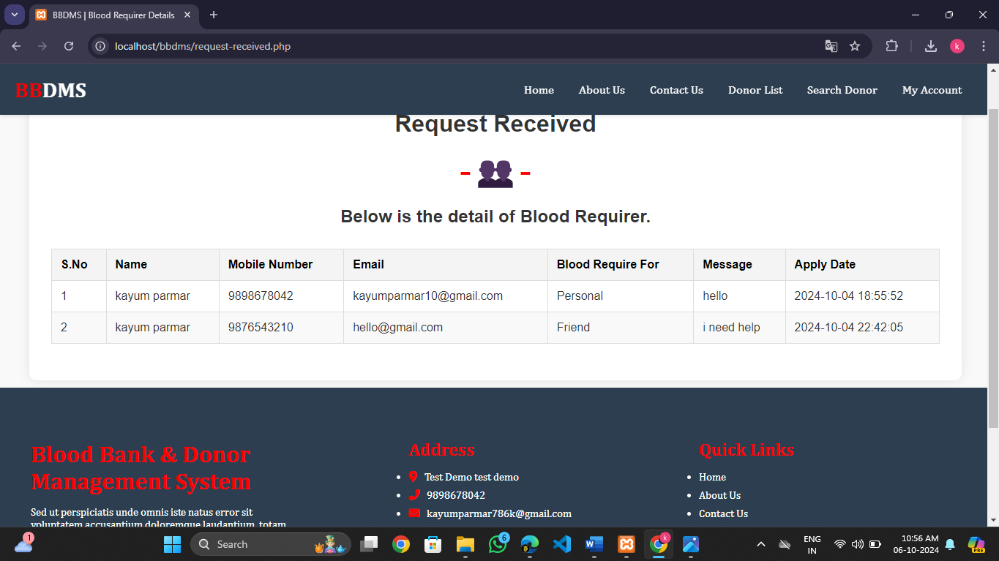 BBDMS | Blood Requirer Details
localhost/bbdms/request-received.php
k
BBDMS
Home About Us Contact Us Donor List Search Donor My Account
Request Received
- -
Below is the detail of Blood Requirer.
S.No Name Mobile Number Email Blood Require For Message Apply Date
1 kayum parmar 9898678042 kayumparmar10@gmail.com Personal hello 2024-10-04 18:55:52
2 kayum parmar 9876543210 hello@gmail.com Friend i need help 2024-10-04 22:42:05
Blood Bank & Donor
Management System
Sed ut perspiciatis unde omnis iste natus error sit
voluptatem accusantium doloremque laudantium, totam
Address
Test Demo test demo
9898678042
kayumparmar786k@gmail.com
Quick Links
Home
About Us
Contact Us
1
Search
6
k
ENG
IN
10:56 AM
06-10-2024
PRE